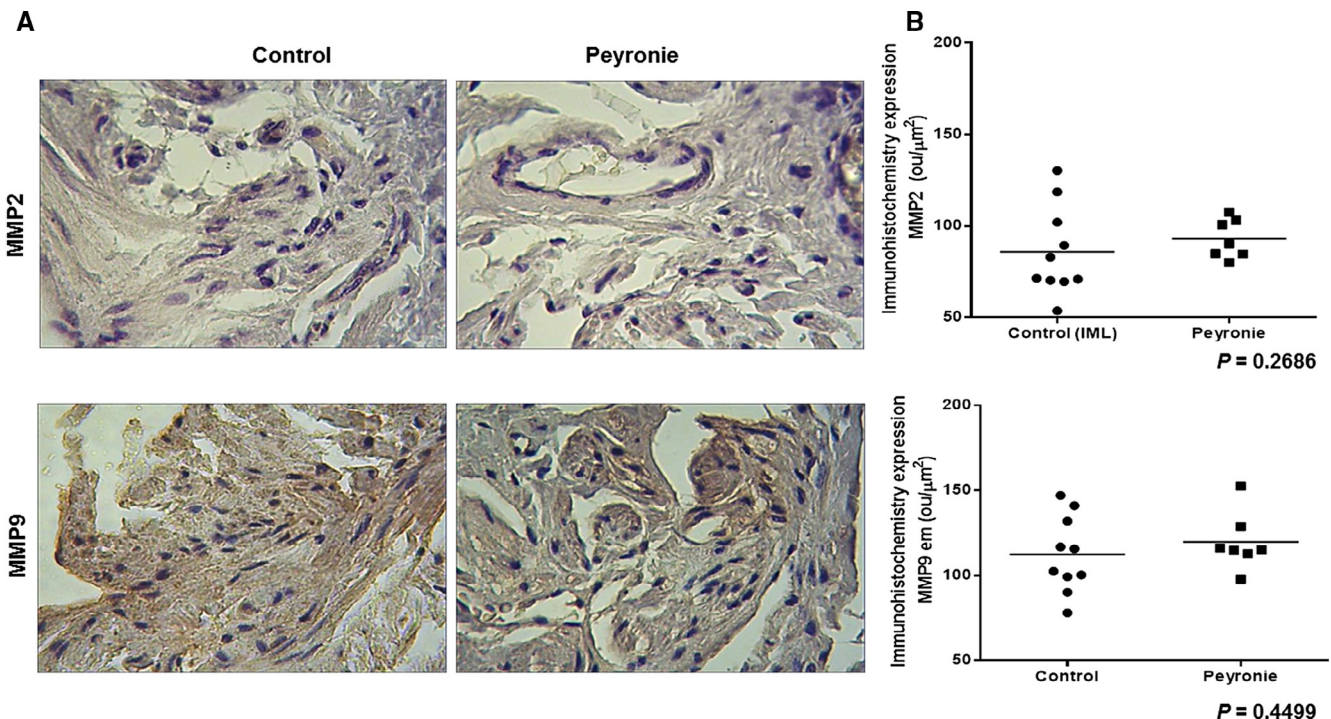 A
Control
Peyronie
MMP2
MMP9
B
Immunohistochemistry expression
MMP2 (ou/μm²)
200
150
100
50
Control (IML)
Peyronie
P = 0.2686
Immunohistochemistry expression
MMP9 em (ou/μm²)
200
150
100
50
Control
Peyronie
P = 0.4499